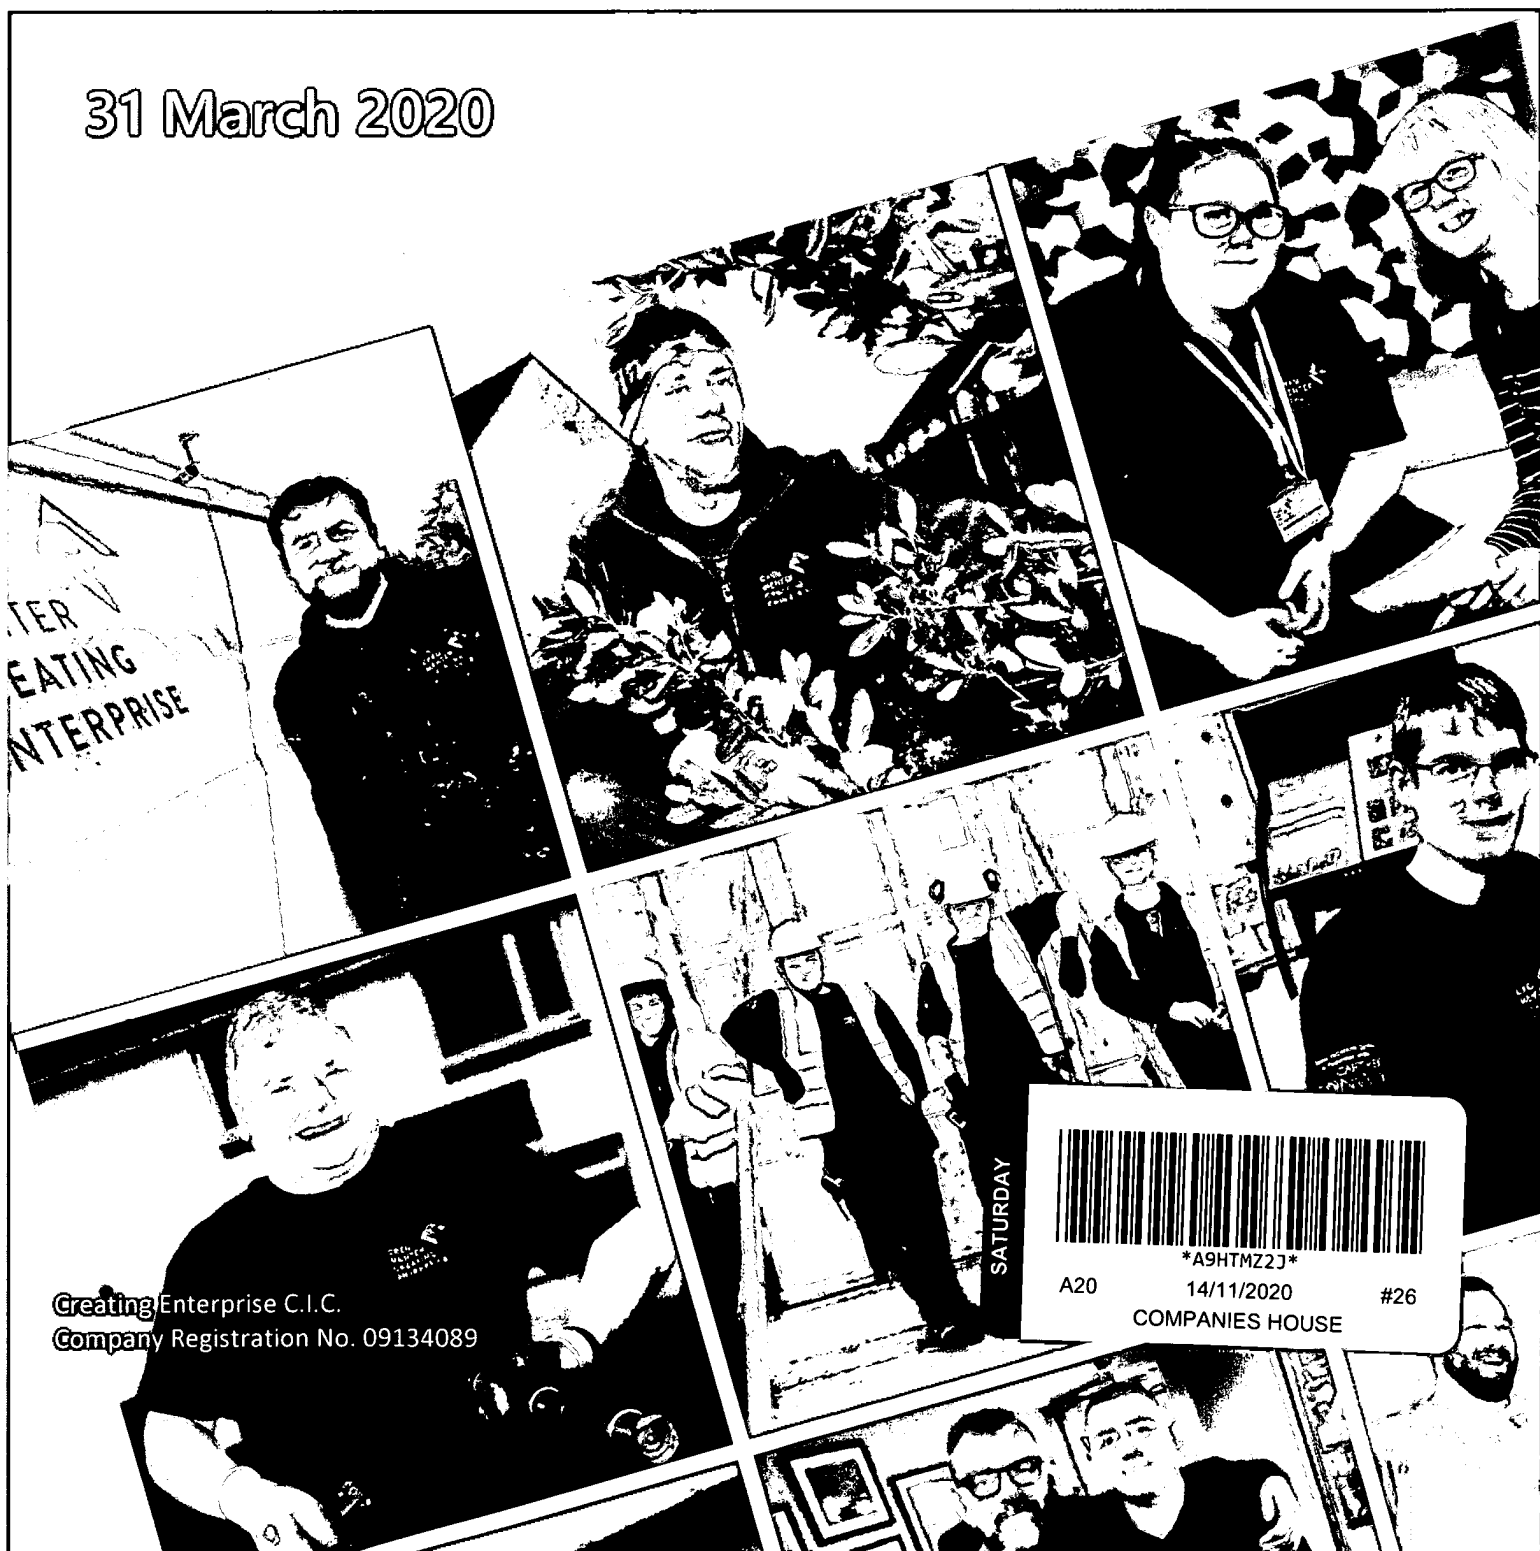 31 March 2020
TER
EATING
NTERPRISE
Creating Enterprise C.I.C.
Company Registration No. 09134089
SATURDAY
*A9HTMZ2J*
A20 14/11/2020 #26
COMPANIES HOUSE